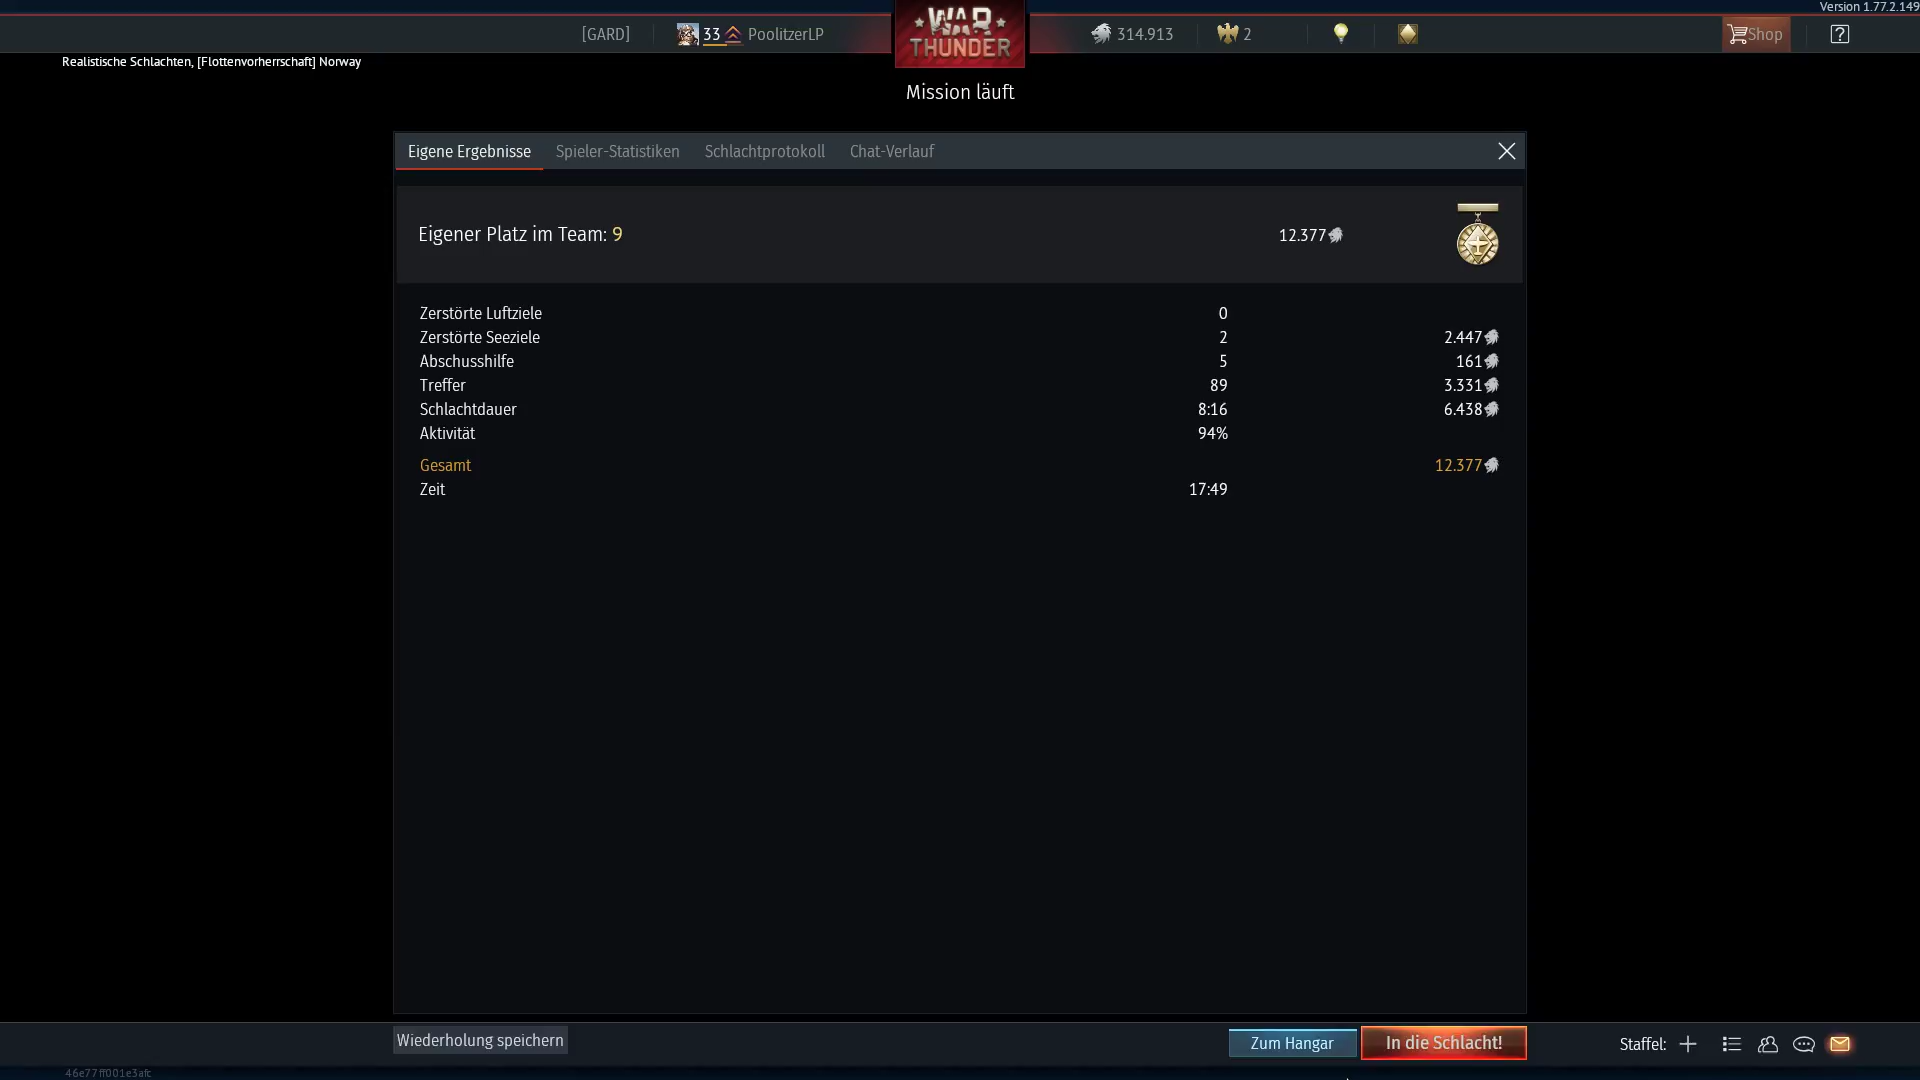 Version 1.77.2.149
[GARD] 33 PoolitzerLP WAR THUNDER 314.913 2 Shop ?
Realistische Schlachten, [Flottenvorherrschaft] Norway
Mission läuft
Eigene Ergebnisse Spieler-Statistiken Schlachtprotokoll Chat-Verlauf
Eigener Platz im Team: 9 12.377
Zerstörte Luftziele 0
Zerstörte Seeziele 2 2.447
Abschusshilfe 5 161
Treffer 89 3.331
Schlachtdauer 8:16 6.438
Aktivität 94%
Gesamt 12.377
Zeit 17:49
Wiederholung speichern Zum Hangar In die Schlacht! Staffel:
46e77ff001e3afc